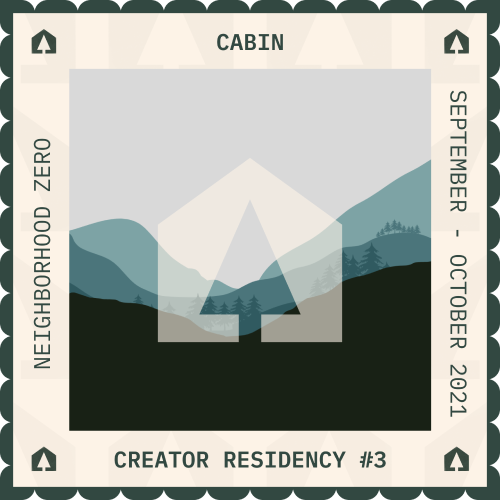 CABIN
NEIGHBORHOOD ZERO
SEPTEMBER - OCTOBER 2021
CREATOR RESIDENCY #3